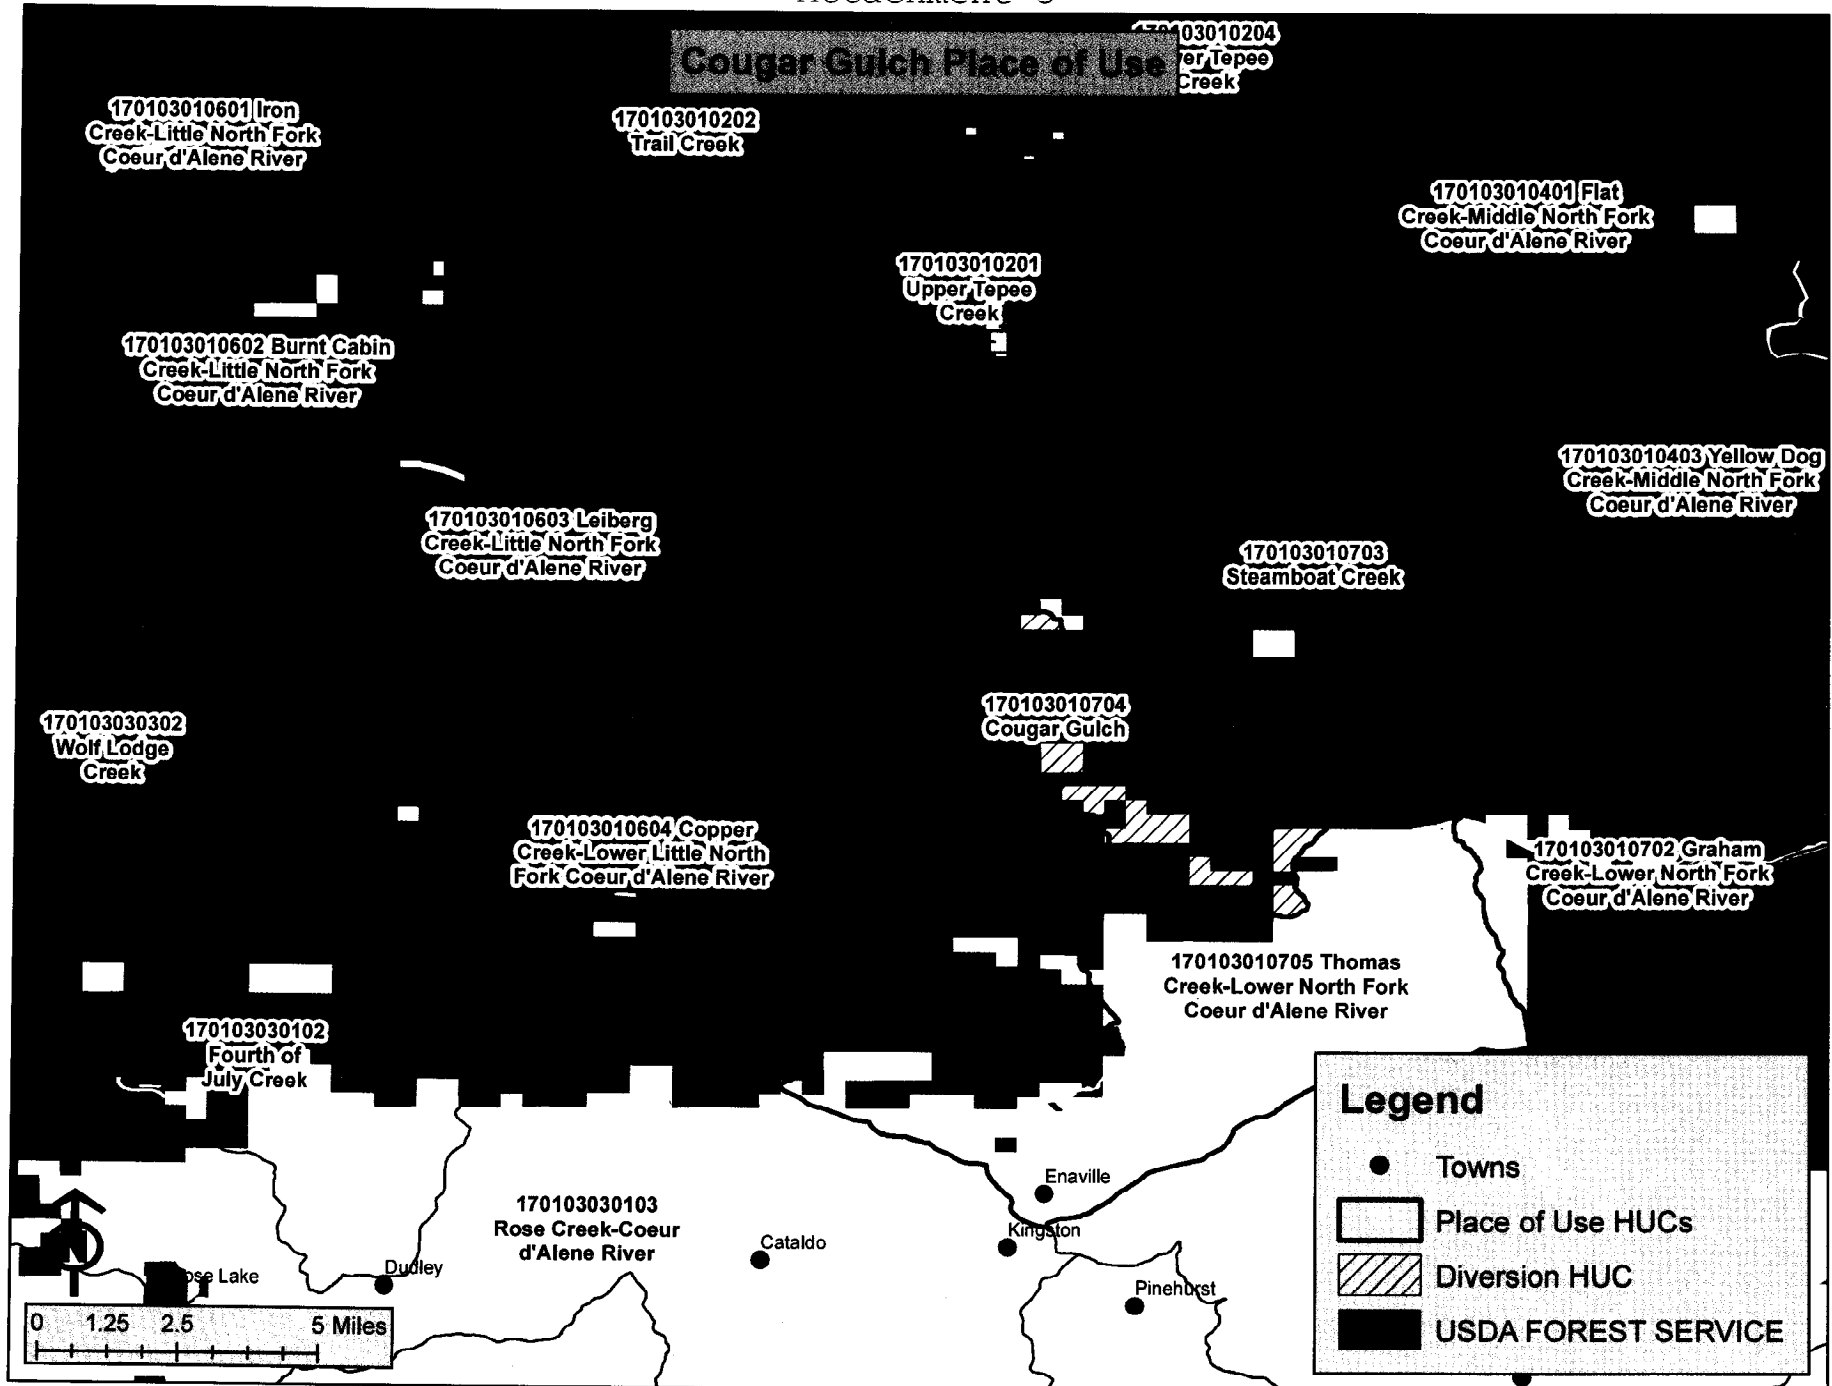 Cougar Gulch Place of Use
170103010204
er Tepee
Creek
170103010601 Iron
Creek-Little North Fork
Coeur d'Alene River
170103010202
Trail Creek
170103010401 Flat
Creek-Middle North Fork
Coeur d'Alene River
170103010201
Upper Tepee
Creek
170103010602 Burnt Cabin
Creek-Little North Fork
Coeur d'Alene River
170103010403 Yellow Dog
Creek-Middle North Fork
Coeur d'Alene River
170103010603 Leiberg
Creek-Little North Fork
Coeur d'Alene River
170103010703
Steamboat Creek
170103010704
Cougar Gulch
170103030302
Wolf Lodge
Creek
170103010604 Copper
Creek-Lower Little North
Fork Coeur d'Alene River
170103010702 Graham
Creek-Lower North Fork
Coeur d'Alene River
170103010705 Thomas
Creek-Lower North Fork
Coeur d'Alene River
170103030102
Fourth of
July Creek
170103030103
Rose Creek-Coeur
d'Alene River
Enaville
Kingston
Cataldo
Dudley
ose Lake
Pinehurst
N
0 1.25 2.5 5 Miles
Legend
Towns
Place of Use HUCs
Diversion HUC
USDA FOREST SERVICE